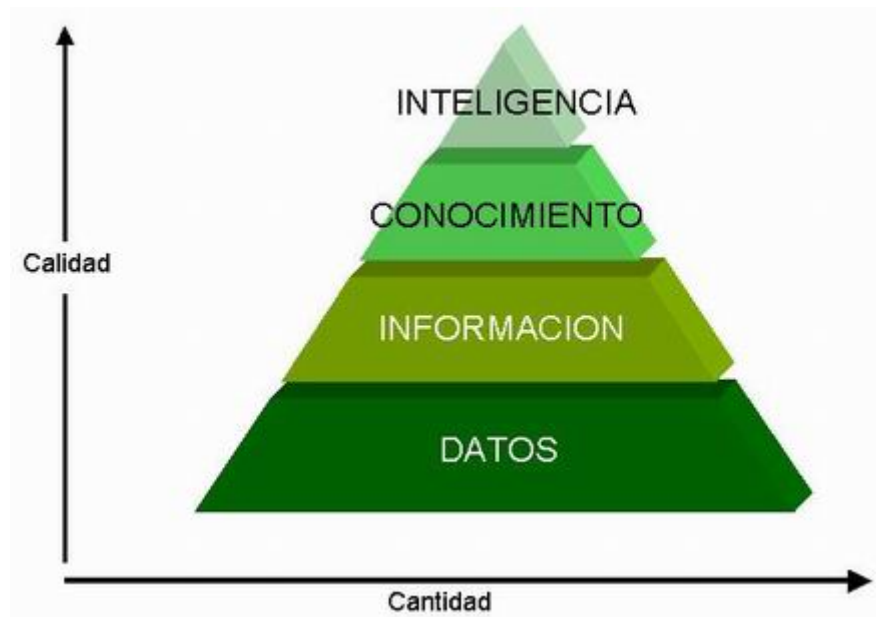 INTELIGENCIA
CONOCIMIENTO
Calidad
INFORMACION
DATOS
Cantidad